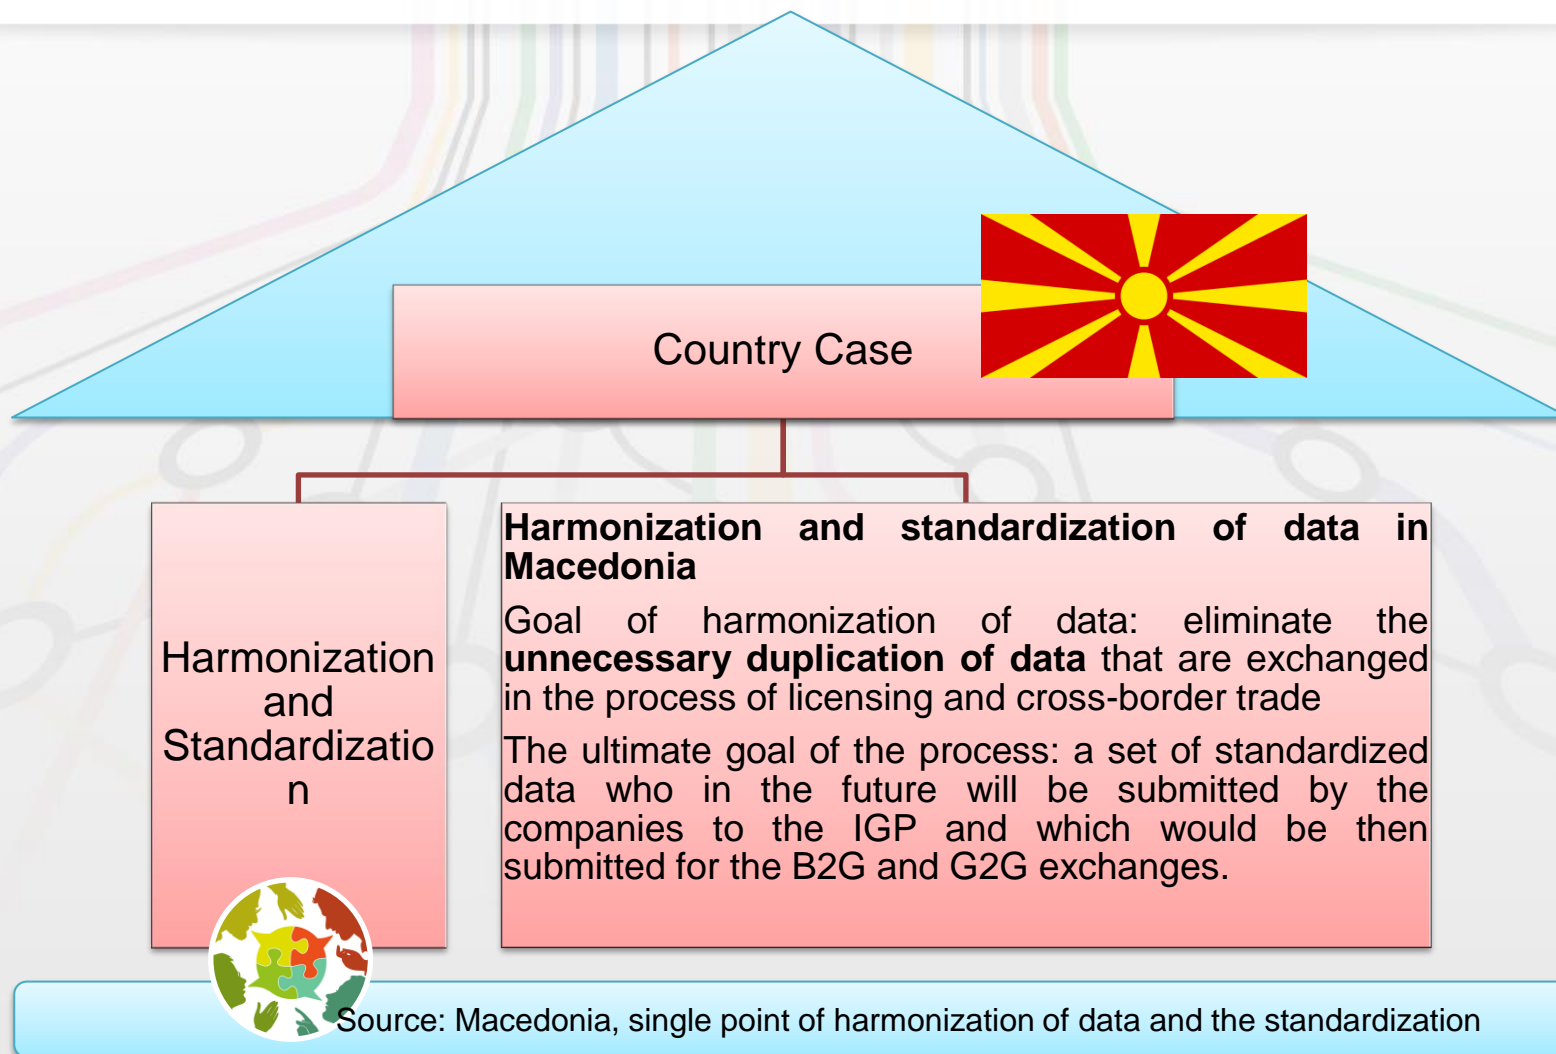 Country Case
Harmonization
and
Standardizatio
n
Harmonization and standardization of data in
Macedonia
Goal of harmonization of data: eliminate the
unnecessary duplication of data that are exchanged
in the process of licensing and cross-border trade
The ultimate goal of the process: a set of standardized
data who in the future will be submitted by the
companies to the IGP and which would be then
submitted for the B2G and G2G exchanges.
Source: Macedonia, single point of harmonization of data and the standardization